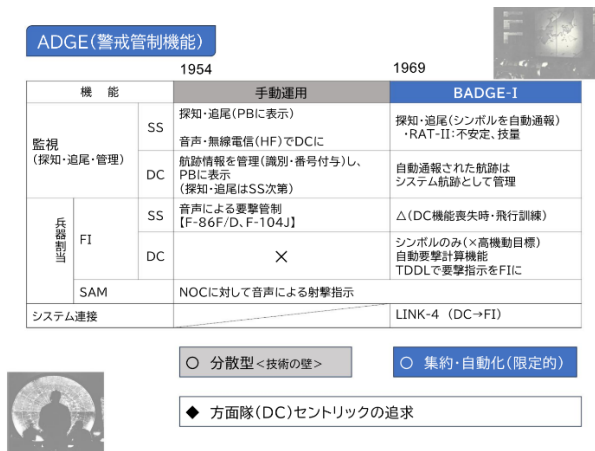 ADGE(警戒管制機能)
1954
1969
機　能
手動運用
BADGE-Ⅰ
監視
(探知・追尾・管理)
SS
探知・追尾(PBに表示)
音声・無線電信(HF)でDCに
探知・追尾(シンボルを自動通報)
・RAT-Ⅱ:不安定、技量
DC
航跡情報を管理(識別・番号付与)し、
PBに表示
(探知・追尾はSS次第)
自動通報された航跡は
システム航跡として管理
兵器割当
FI
SS
音声による要撃管制
【F-86F/D、F-104J】
△(DC機能喪失時・飛行訓練)
DC
×
シンボルのみ(×高機動目標)
自動要撃計算機能
TDDLで要撃指示をFIに
SAM
NOCに対して音声による射撃指示
システム連接
LINK-4 (DC→FI)
○ 分散型<技術の壁>
○ 集約・自動化(限定的)
◆ 方面隊(DC)セントリックの追求